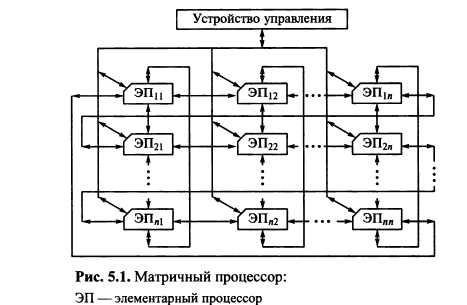 Устройство управления
ЭП11 ЭП12 ЭП1n
ЭП21 ЭП22 ЭП2n
ЭПn1 ЭПn2 ЭПnn
Рис. 5.1. Матричный процессор:
ЭП — элементарный процессор